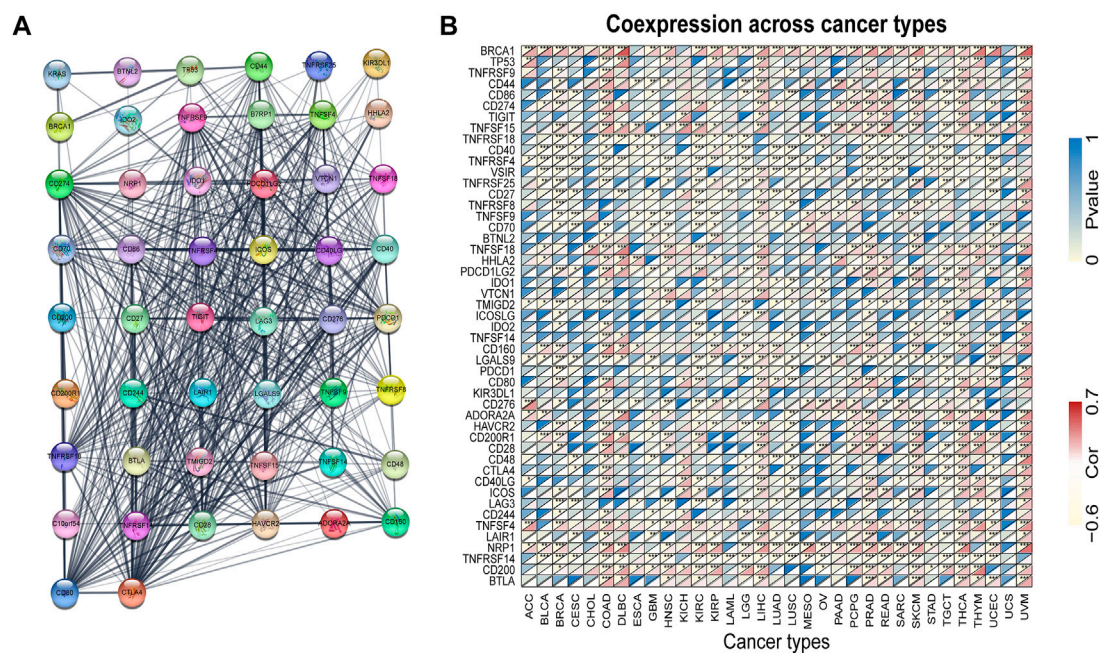 A
B
KRAS BTNL2 TP53 CD44 TNFRSF25 KIR3DL1
BRCA1 IDO2 TNFRSF9 B7RP1 TNFSF4 HHLA2
CD274 NRP1 IDO1 PDCD1LG2 VTCN1 TNFSF18
CD70 CD86 ICOS CD40LG CD40
CD200 CD27 TIGIT LAG3 CD276 PDCD1
CD200R1 CD244 LAIR1 LGALS9 TNFSF9 TNFRSF8
TNFRSF18 BTLA TMIGD2 TNFSF15 TNFSF14 CD48
C10orf54 TNFRSF14 CD28 HAVCR2 ADORA2A CD160
CD80 CTLA4
Coexpression across cancer types
BRCA1
TP53
TNFRSF9
CD44
CD86
CD274
TIGIT
TNFSF15
TNFRSF18
CD40
TNFRSF4
VSIR
TNFRSF25
CD27
TNFRSF8
TNFSF9
CD70
BTNL2
TNFSF18
HHLA2
PDCD1LG2
IDO1
VTCN1
TMIGD2
ICOSLG
IDO2
TNFSF14
CD160
LGALS9
PDCD1
CD80
KIR3DL1
CD276
ADORA2A
HAVCR2
CD200R1
CD28
CD48
CTLA4
CD40LG
ICOS
LAG3
CD244
TNFSF4
LAIR1
NRP1
TNFRSF14
CD200
BTLA
ACC BLCA BRCA CESC CHOL COAD DLBC ESCA GBM HNSC KICH KIRC KIRP LAML LGG LIHC LUAD LUSC MESO OV PAAD PCPG PRAD READ SARC SKCM STAD TGCT THCA THYM UCEC UCS UVM
Cancer types
0 Pvalue 1
−0.6 Cor 0.7